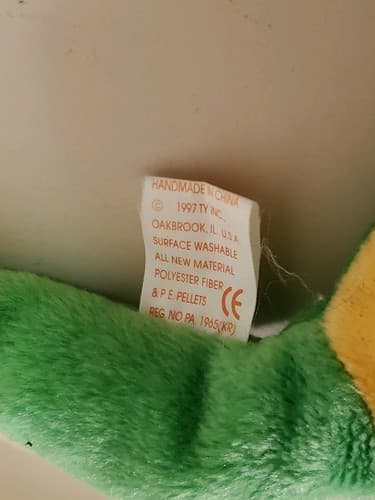 HANDMADE IN CHINA
© 1997 TY INC.,
OAKBROOK, IL. U.S.A.
SURFACE WASHABLE
ALL NEW MATERIAL
POLYESTER FIBER
& P.E. PELLETS CE
REG. NO PA. 1965(KR)